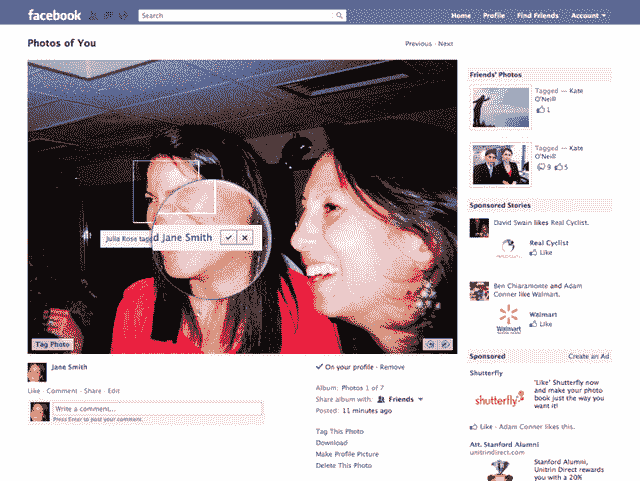 facebook
Search
Home Profile Find Friends Account
Photos of You
Previous · Next
Julia Rose tagged Jane Smith
Tag Photo
Jane Smith
Like · Comment · Share · Edit
Write a comment...
Press Enter to post your comment.
On your profile · Remove
Album: Photos 1 of 7
Share album with: Friends
Posted: 11 minutes ago
Tag This Photo
Download
Make Profile Picture
Delete This Photo
Friends' Photos
Tagged — Kate
O'Neill
1
Tagged — Kate
O'Neill
9 5
Sponsored Stories
David Swain likes Real Cyclist.
Real Cyclist
Like
Ben Chiaramonte and Adam
Conner like Walmart.
Walmart
Walmart
Like
Sponsored Create an Ad
Shutterfly
shutterfly
'Like' Shutterfly now
and make your photo
book just the way you
want it!
Like · Adam Conner likes this.
Att. Stanford Alumni
unitrindirect.com
Stanford Alumni,
Unitrin Direct rewards
you with a 20%